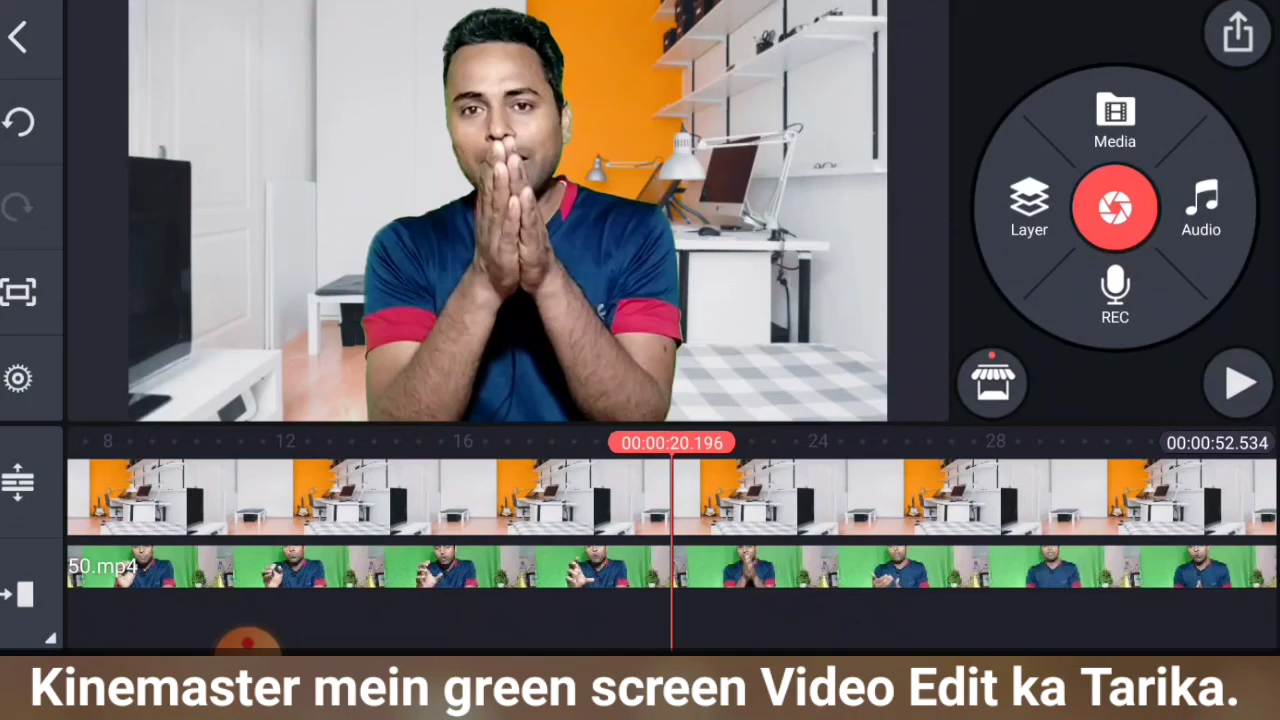 Media
Layer
Audio
REC
8 12 16 00:00:20.196 24 28 00:00:52.534
50.mp4
Kinemaster mein green screen Video Edit ka Tarika.